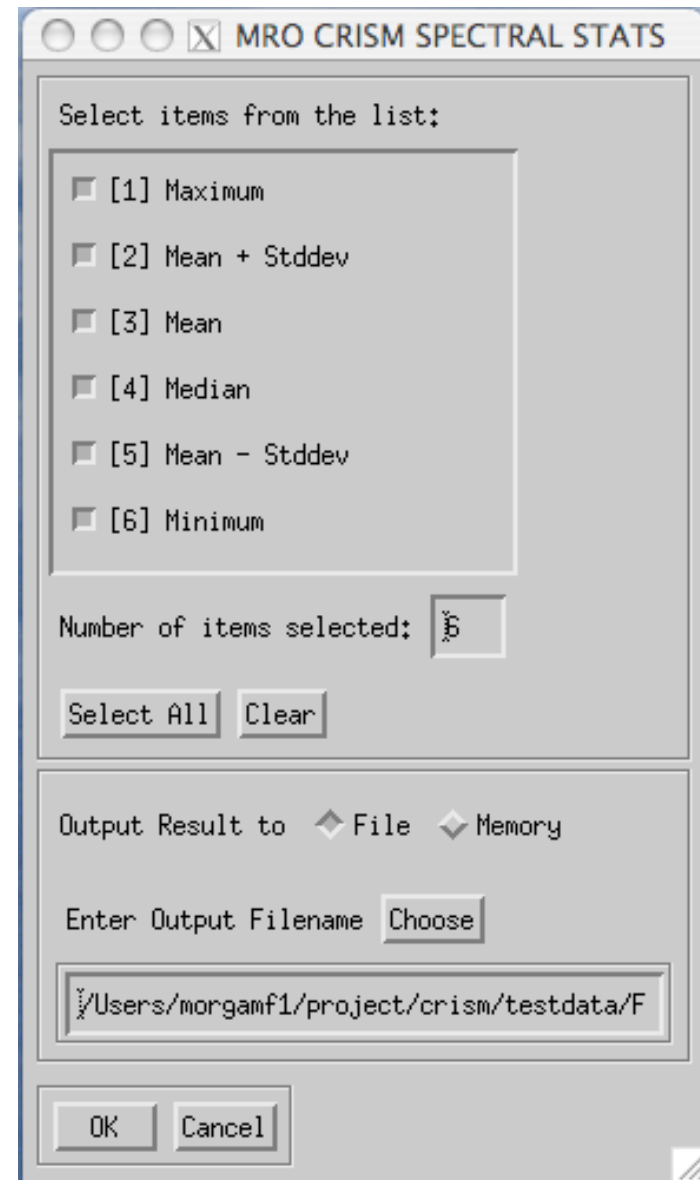 MRO CRISM SPECTRAL STATS
Select items from the list:
[1] Maximum
[2] Mean + Stddev
[3] Mean
[4] Median
[5] Mean - Stddev
[6] Minimum
Number of items selected: 6
Select All Clear
Output Result to File Memory
Enter Output Filename Choose
/Users/morgamf1/project/crism/testdata/F
OK Cancel